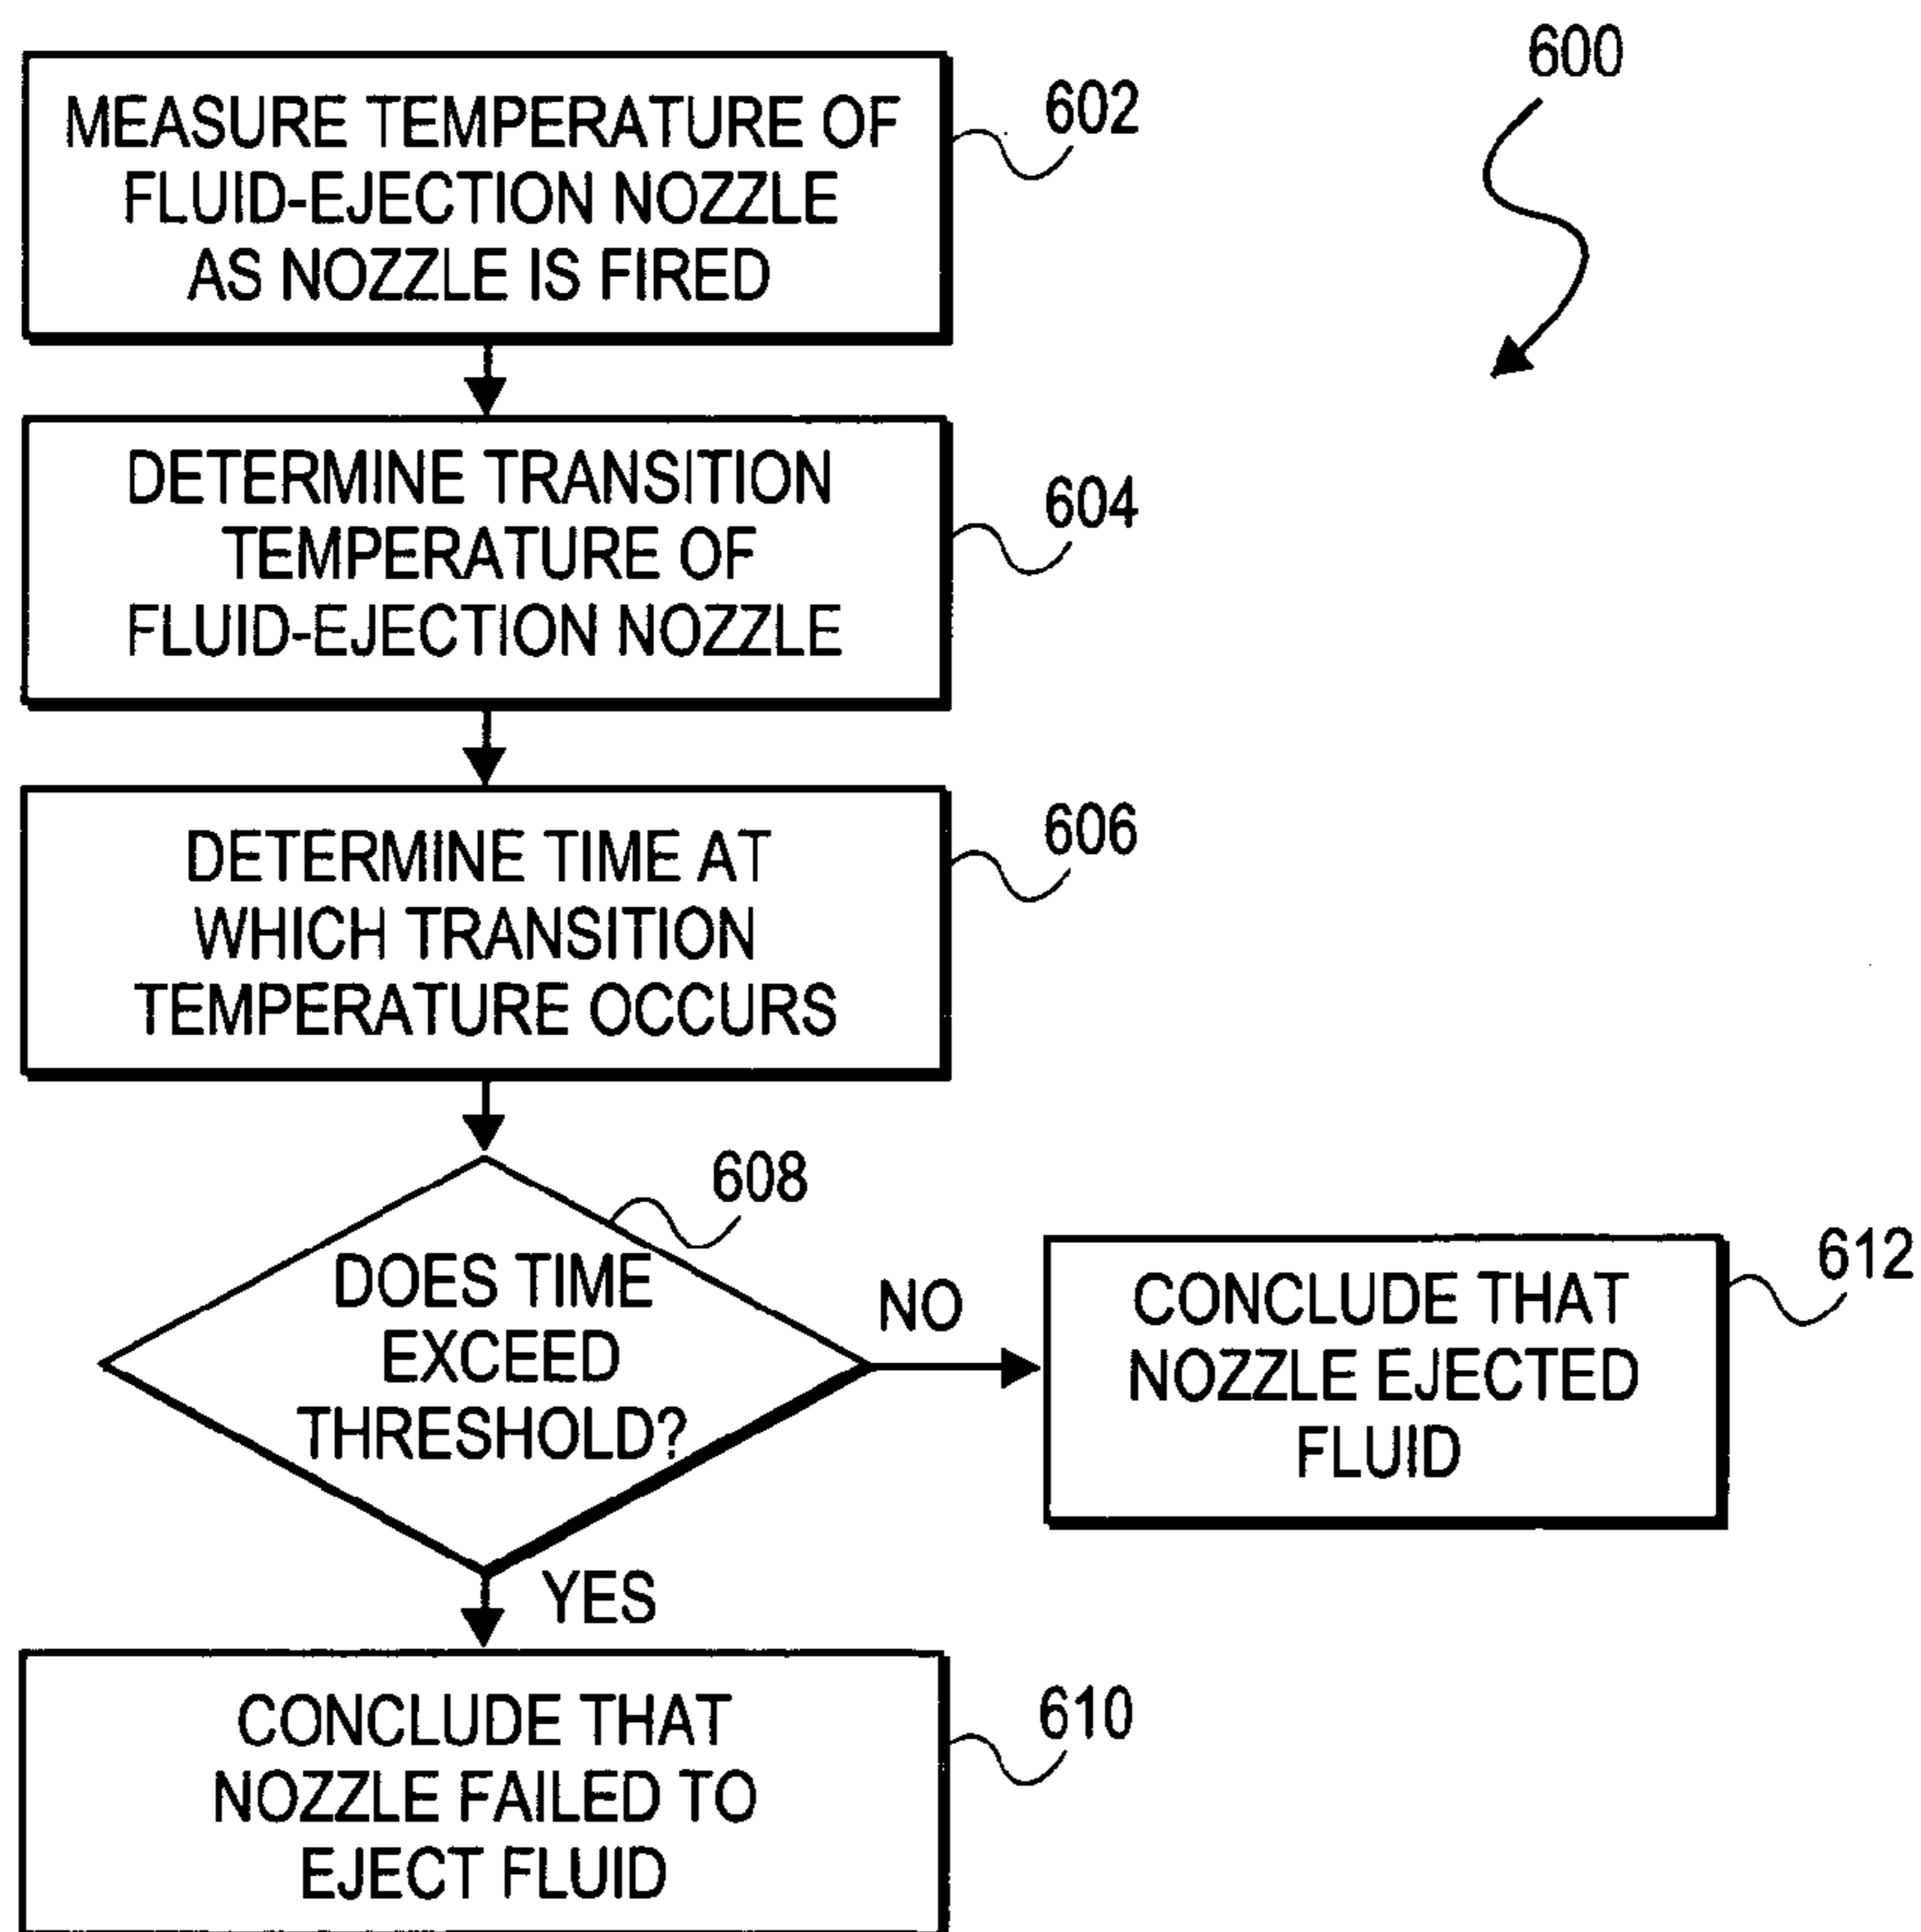 600
MEASURE TEMPERATURE OF
FLUID-EJECTION NOZZLE
AS NOZZLE IS FIRED
602
DETERMINE TRANSITION
TEMPERATURE OF
FLUID-EJECTION NOZZLE
604
DETERMINE TIME AT
WHICH TRANSITION
TEMPERATURE OCCURS
606
608
DOES TIME
EXCEED
THRESHOLD?
NO
CONCLUDE THAT
NOZZLE EJECTED
FLUID
612
YES
CONCLUDE THAT
NOZZLE FAILED TO
EJECT FLUID
610